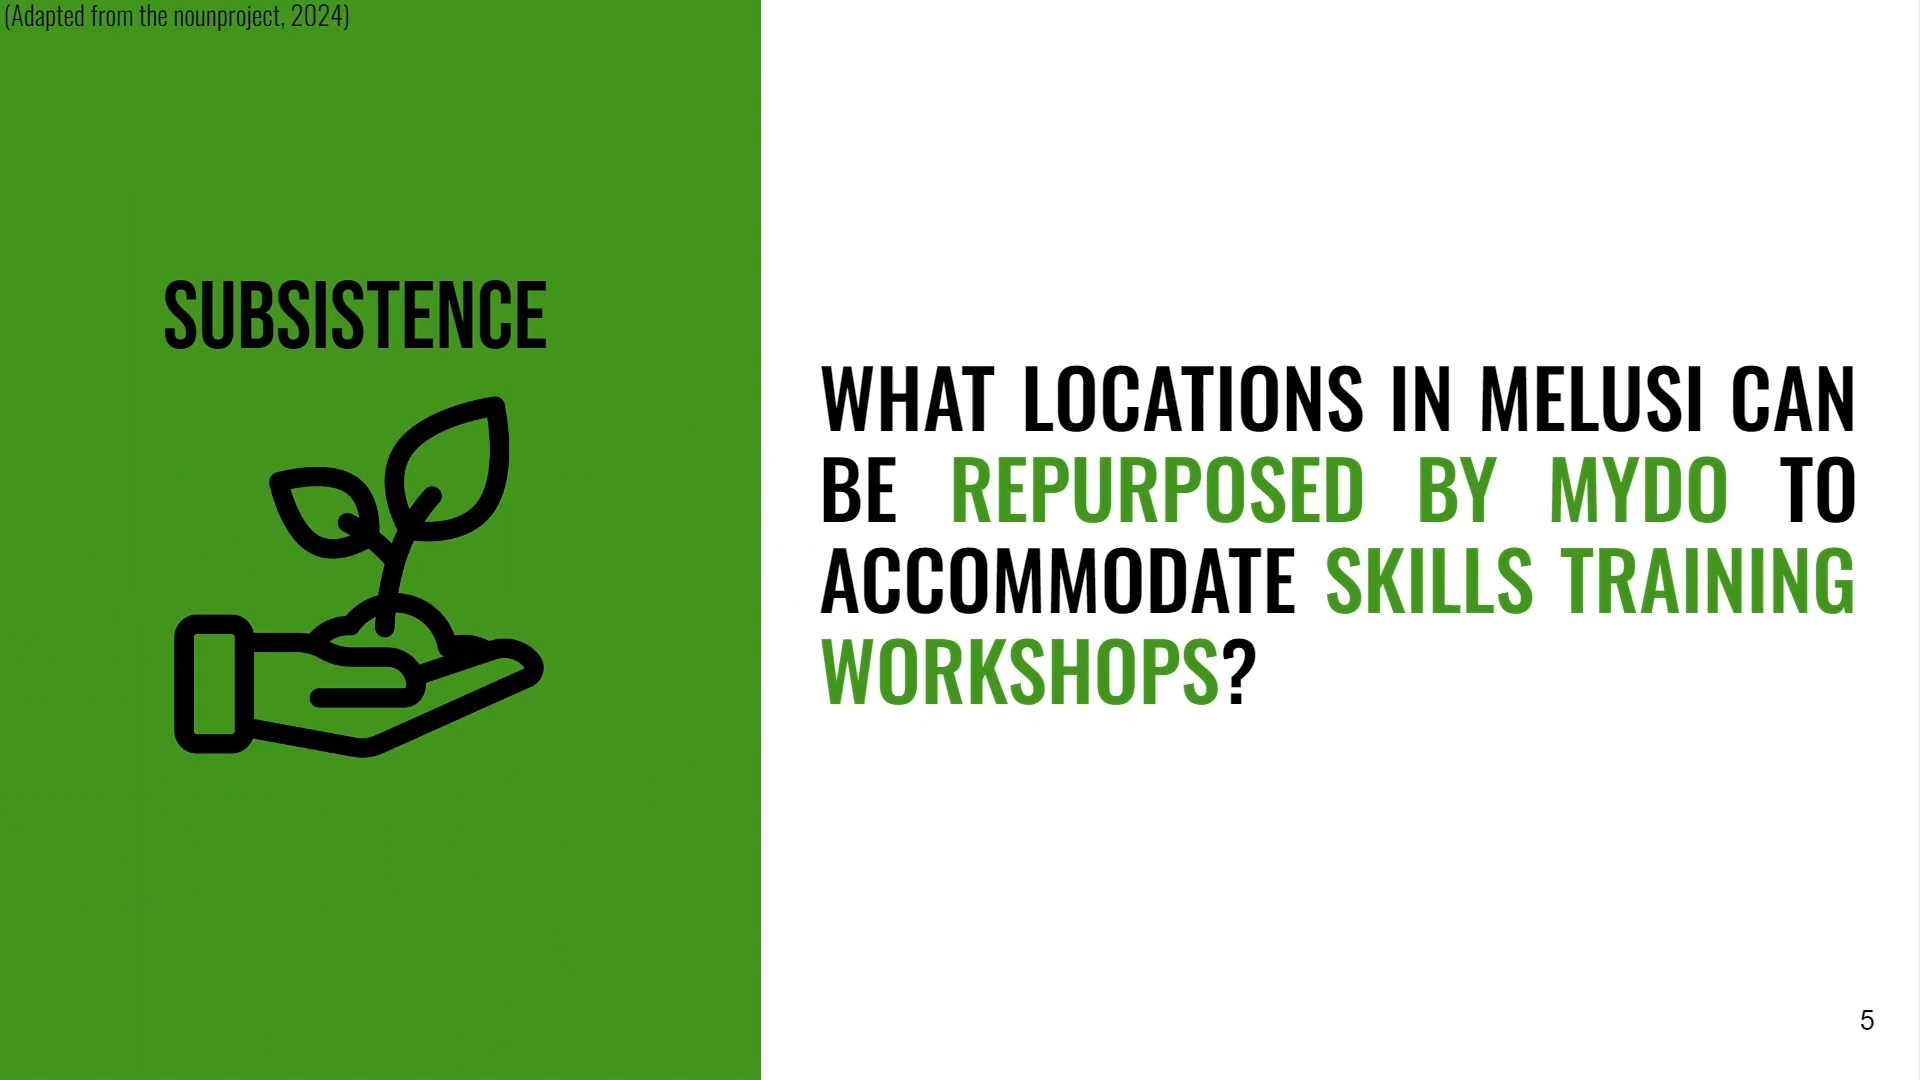 (Adapted from the nounproject, 2024)
SUBSISTENCE
WHAT LOCATIONS IN MELUSI CAN
BE REPURPOSED BY MYDO TO
ACCOMMODATE SKILLS TRAINING
WORKSHOPS?
5